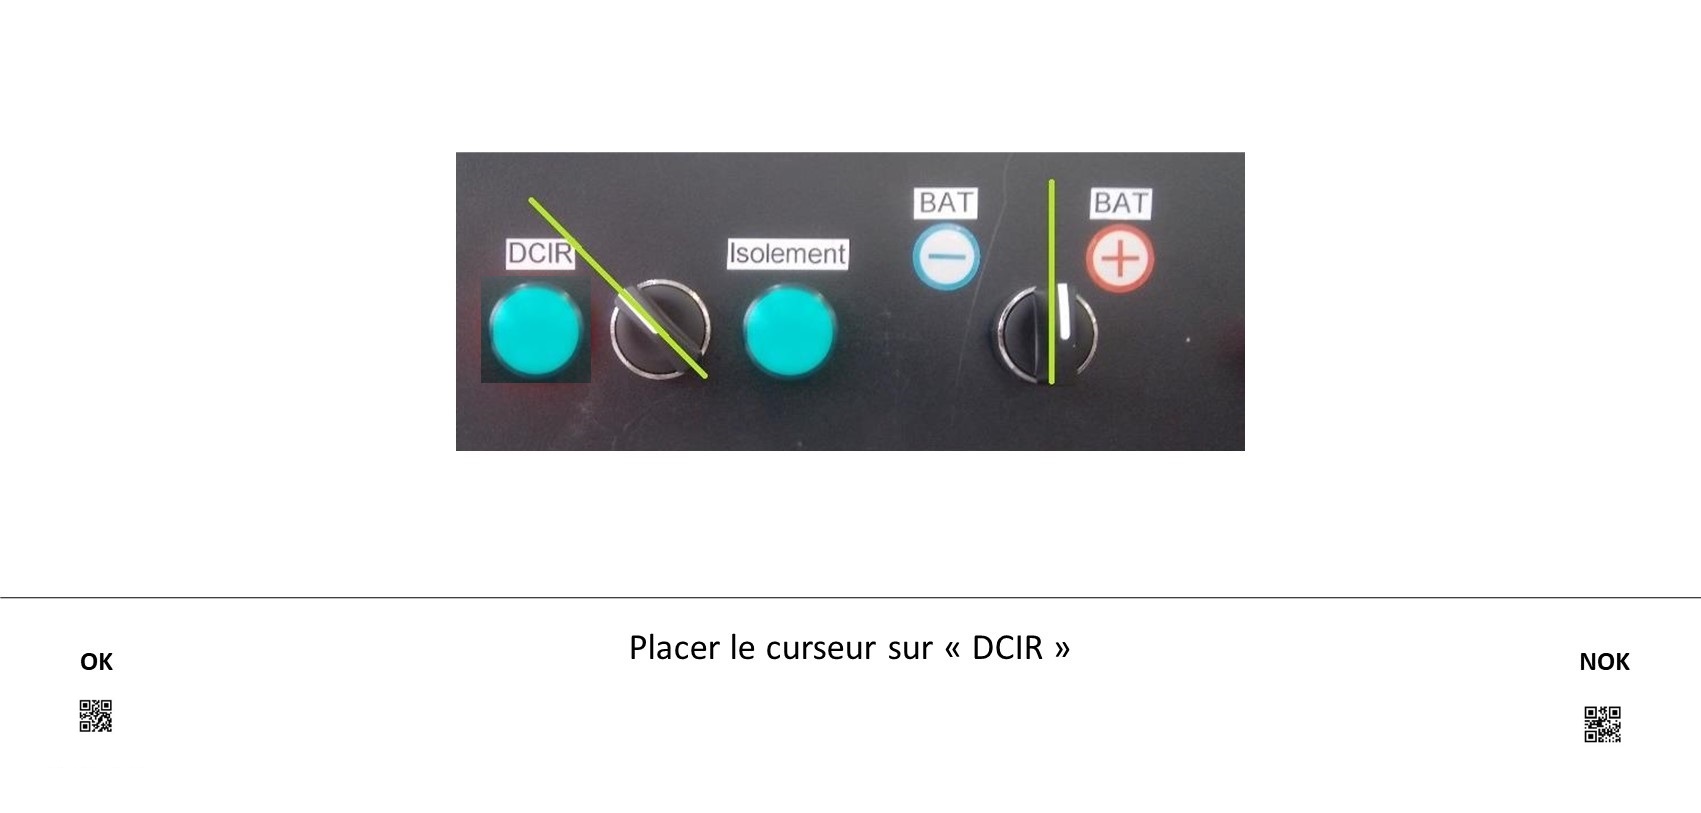 BAT
BAT
DCIR
Isolement
Placer le curseur sur « DCIR »
OK
NOK